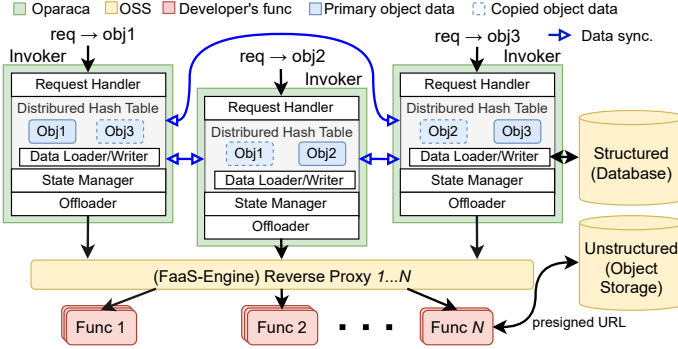 Oparaca
OSS
Developer's func
Primary object data
Copied object data
Data sync.
req → obj1
req → obj2
req → obj3
Invoker
Request Handler
Distribured Hash Table
Obj1
Obj3
Data Loader/Writer
State Manager
Offloader
Invoker
Request Handler
Distribured Hash Table
Obj1
Obj2
Data Loader/Writer
State Manager
Offloader
Invoker
Request Handler
Distribured Hash Table
Obj2
Obj3
Data Loader/Writer
State Manager
Offloader
Structured
(Database)
Unstructured
(Object
Storage)
(FaaS-Engine) Reverse Proxy 1...N
Func 1
Func 2
Func N
presigned URL